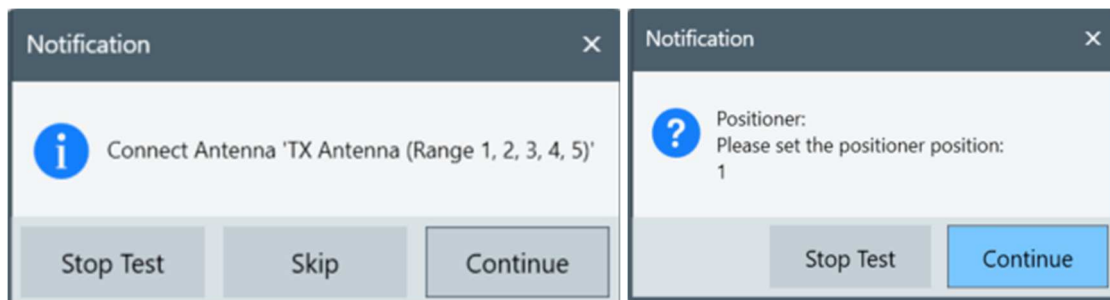 Notification
Connect Antenna 'TX Antenna (Range 1, 2, 3, 4, 5)'
Stop Test
Skip
Continue
Notification
Positioner:
Please set the positioner position:
1
Stop Test
Continue